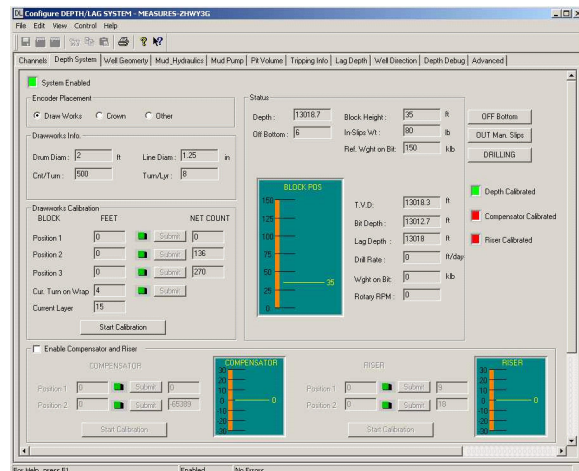 DL Configure DEPTH/LAG SYSTEM - MEASURES-ZHWY3G
File Edit View Control Help
Channels Depth System Well Geometry Mud_Hydraulics Mud Pump Pit Volume Tripping Info Lag Depth Well Direction Depth Debug Advanced
System Enabled
Encoder Placement
Draw Works Crown Other
Drawworks Info.
Drum Diam: 2 ft Line Diam: 1.25 in
Cnt/Turn: 500 Turn/Lyr: 8
Drawworks Calibration
BLOCK FEET NET COUNT
Position 1 0 Submit 0
Position 2 0 Submit 136
Position 3 0 Submit 270
Cur. Turn on Wrap 4 Submit
Current Layer 15
Start Calibration
Status
Depth: 13018.7 Block Height: 35 ft
Off Bottom: 6 In-Slips Wt: 80 lb
Ref. Wght on Bit: 150 klb
OFF Bottom
OUT Man. Slips
DRILLING
BLOCK POS
150
125
100
75
50
25
0
35
T.V.D: 13018.3 ft
Bit Depth: 13012.7 ft
Lag Depth: 13018 ft
Drill Rate: 0 ft/day
Wght on Bit: 0 klb
Rotary RPM: 0
Depth Calibrated
Compensator Calibrated
Riser Calibrated
Enable Compensator and Riser
COMPENSATOR
Position 1 0 Submit 0
Position 2 0 Submit -65389
Start Calibration
COMPENSATOR
30
20
10
0
-10
-20
-30
0
RISER
Position 1 0 Submit 9
Position 2 0 Submit 18
Start Calibration
RISER
30
20
10
0
-10
-20
-30
0
For Help, press F1 Enabled No Errors